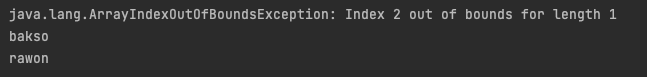 java.lang.ArrayIndexOutOfBoundsException: Index 2 out of bounds for length 1
bakso
rawon